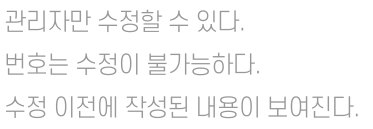 관리자만 수정할 수 있다.
번호는 수정이 불가능하다.
수정 이전에 작성된 내용이 보여진다.